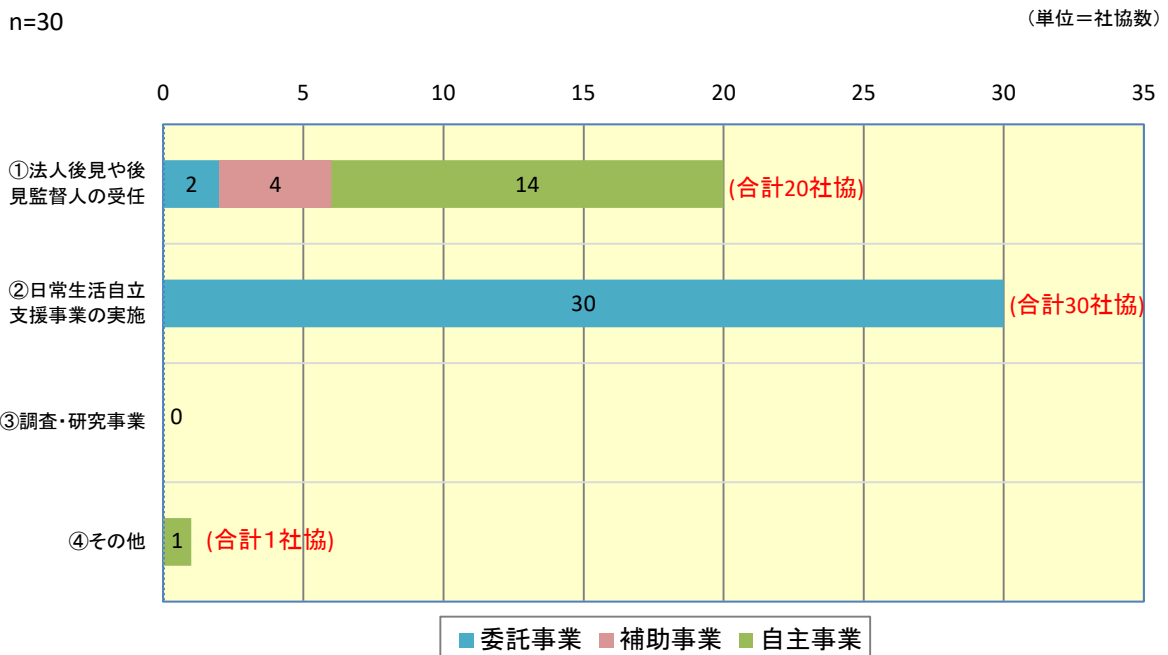 n=30
（単位＝社協数）
0 5 10 15 20 25 30 35
①法人後見や後
見監督人の受任
2 4 14 (合計20社協)
②日常生活自立
支援事業の実施
30 (合計30社協)
③調査・研究事業
0
④その他
1 (合計１社協)
委託事業 補助事業 自主事業